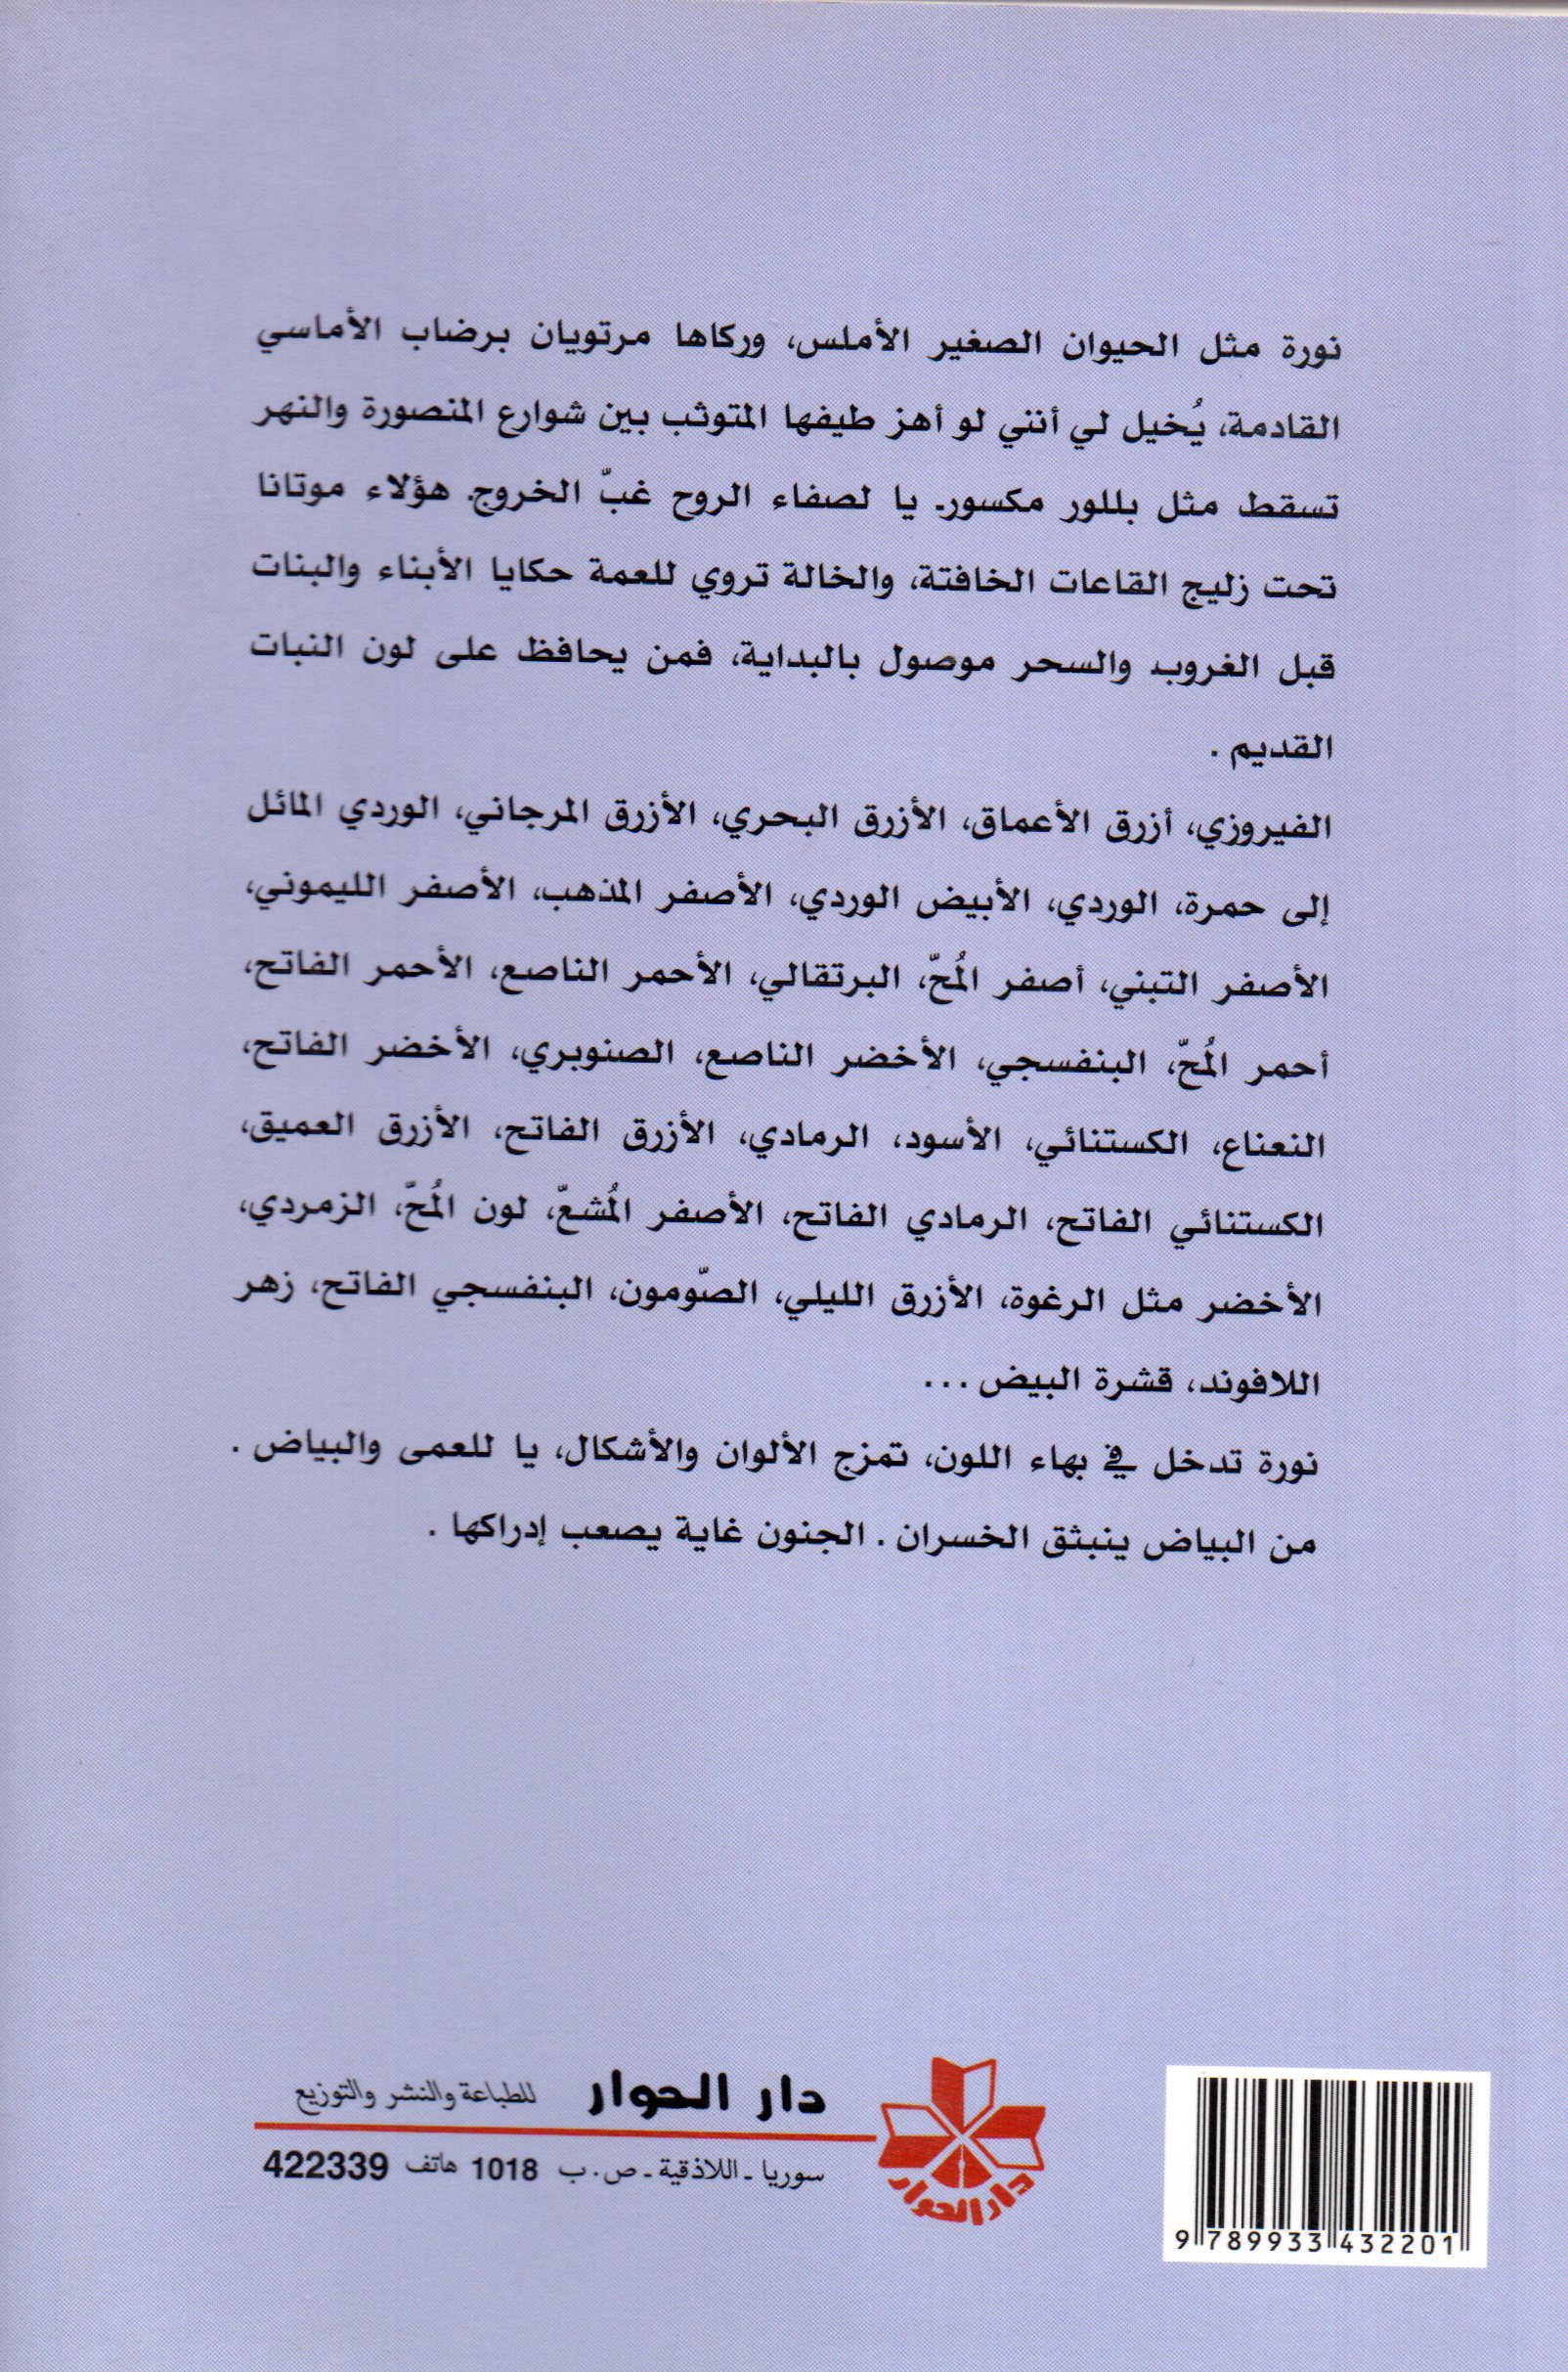 نورة مثل الحيوان الصغير الأملس، وركاها مرتويان برضاب الأماسي
القادمة، يُخيل لي أنني لو أهز طيفها المتوثب بين شوارع المنصورة والنهر
تسقط مثل بللور مكسور. يا لصفاء الروح غبّ الخروج. هؤلاء موتانا
تحت زليج القاعات الخافتة، والخالة تروي للعمة حكايا الأبناء والبنات
قبل الغروب والسحر موصول بالبداية، فمن يحافظ على لون النبات
القديم .
الفيروزي، أزرق الأعماق، الأزرق البحري، الأزرق المرجاني، الوردي المائل
إلى حمرة، الوردي، الأبيض الوردي، الأصفر المذهب، الأصفر الليموني،
الأصفر التبني، أصفر المُحّ، البرتقالي، الأحمر الناصع، الأحمر الفاتح،
أحمر المُحّ، البنفسجي، الأخضر الناصع، الصنوبري، الأخضر الفاتح،
النعناع، الكستنائي، الأسود، الرمادي، الأزرق الفاتح، الأزرق العميق،
الكستنائي الفاتح، الرمادي الفاتح، الأصفر المُشعّ، لون المُحّ، الزمردي،
الأخضر مثل الرغوة، الأزرق الليلي، الصّومون، البنفسجي الفاتح، زهر
اللافوند، قشرة البيض ...
نورة تدخل في بهاء اللون، تمزج الألوان والأشكال، يا للعمى والبياض .
من البياض ينبثق الخسران . الجنون غاية يصعب إدراكها .
دار الحوار للطباعة والنشر والتوزيع
سوريا ـ اللاذقية ـ ص . ب 1018 هاتف 422339
دار الحوار
9 789933 432201